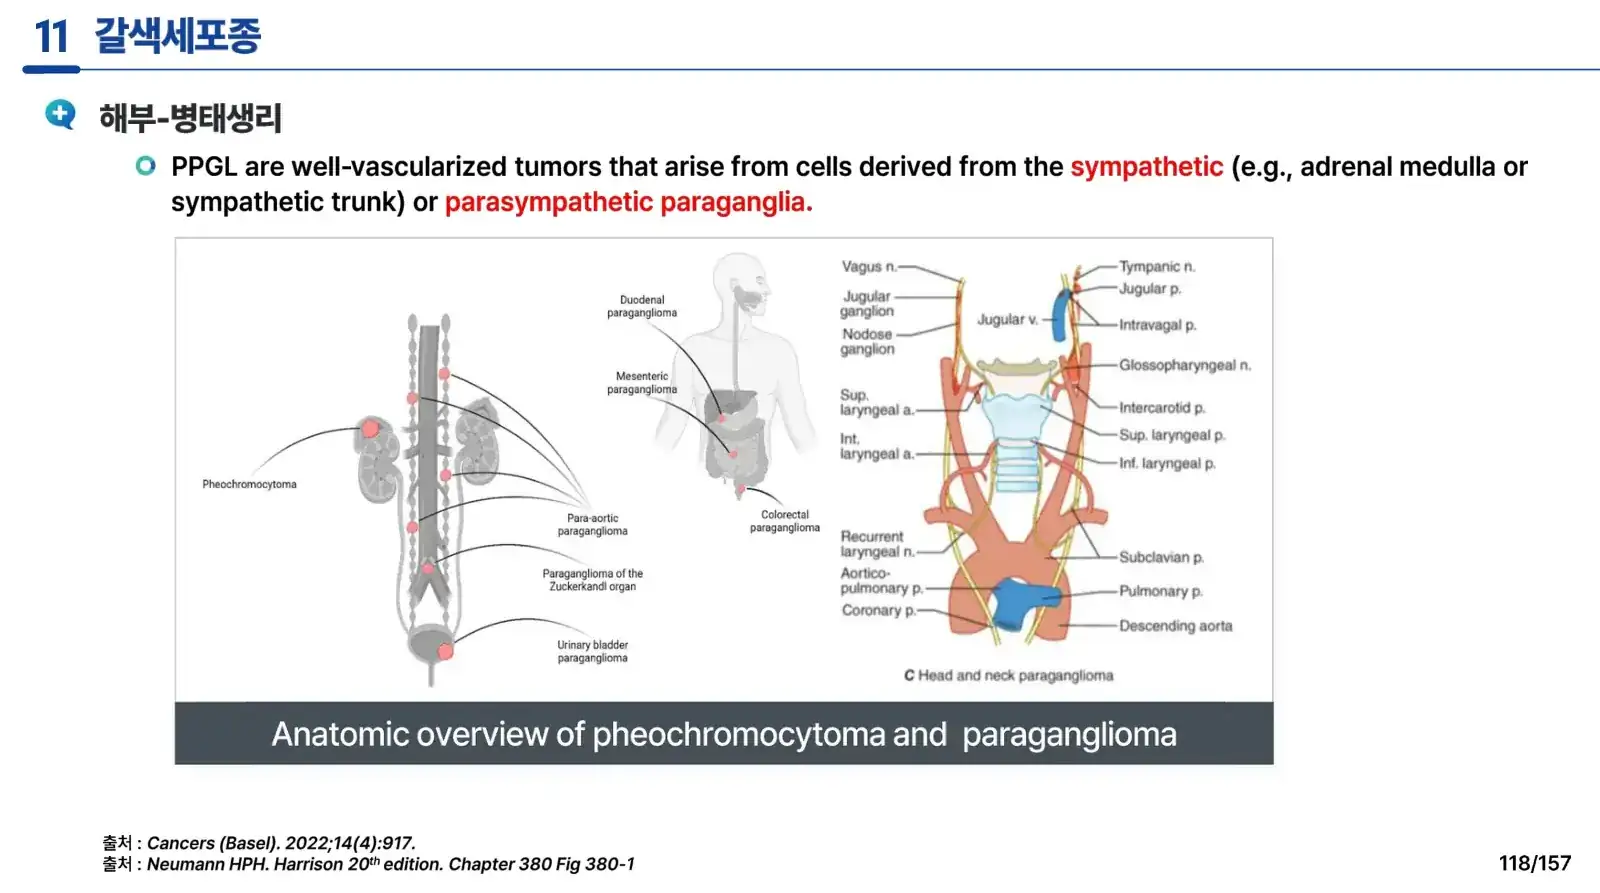 11 갈색세포종
해부-병태생리
PPGL are well-vascularized tumors that arise from cells derived from the sympathetic (e.g., adrenal medulla or
sympathetic trunk) or parasympathetic paraganglia.
Pheochromocytoma
Para-aortic
paraganglioma
Paraganglioma of the
Zuckerkandl organ
Urinary bladder
paraganglioma
Duodenal
paraganglioma
Mesenteric
paraganglioma
Colorectal
paraganglioma
Vagus n.
Jugular
ganglion
Nodose
ganglion
Sup.
laryngeal a.
Int.
laryngeal a.
Recurrent
laryngeal n.
Aortico-
pulmonary p.
Coronary p.
Jugular v.
Tympanic n.
Jugular p.
Intravagal p.
Glossopharyngeal n.
Intercarotid p.
Sup. laryngeal p.
Inf. laryngeal p.
Subclavian p.
Pulmonary p.
Descending aorta
C Head and neck paraganglioma
Anatomic overview of pheochromocytoma and paraganglioma
출처 : Cancers (Basel). 2022;14(4):917.
출처 : Neumann HPH. Harrison 20th edition. Chapter 380 Fig 380-1
118/157